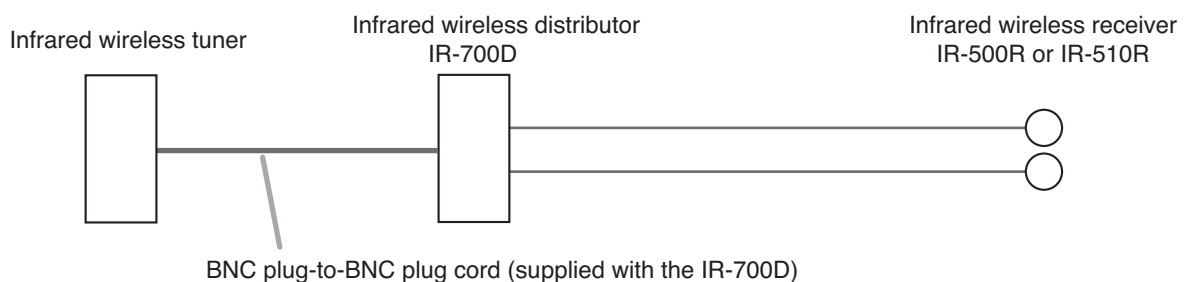 Infrared wireless tuner
Infrared wireless distributor
IR-700D
Infrared wireless receiver
IR-500R or IR-510R
BNC plug-to-BNC plug cord (supplied with the IR-700D)